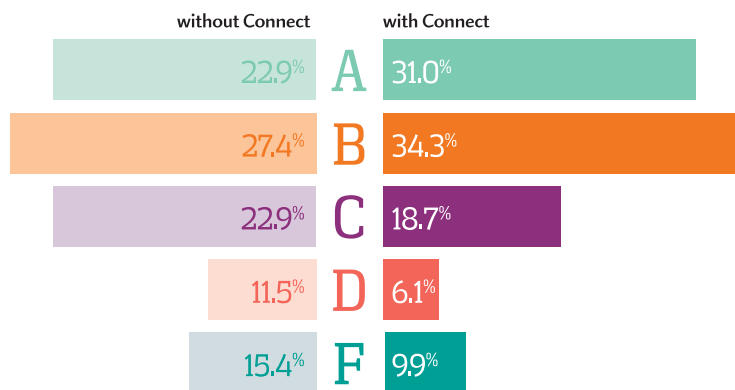 without Connect with Connect
22.9% A 31.0%
27.4% B 34.3%
22.9% C 18.7%
11.5% D 6.1%
15.4% F 9.9%